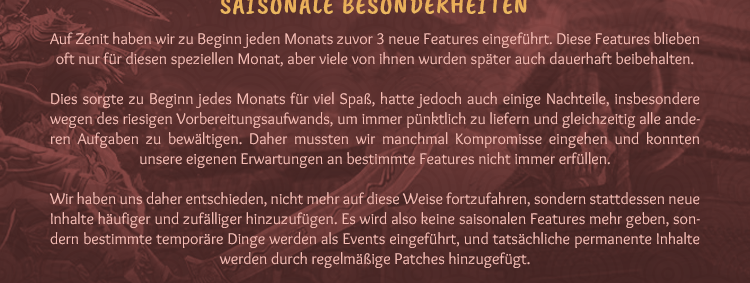 SAISONALE BESONDERHEITEN
Auf Zenit haben wir zu Beginn jeden Monats zuvor 3 neue Features eingeführt. Diese Features blieben
oft nur für diesen speziellen Monat, aber viele von ihnen wurden später auch dauerhaft beibehalten.
Dies sorgte zu Beginn jedes Monats für viel Spaß, hatte jedoch auch einige Nachteile, insbesondere
wegen des riesigen Vorbereitungsaufwands, um immer pünktlich zu liefern und gleichzeitig alle ande-
ren Aufgaben zu bewältigen. Daher mussten wir manchmal Kompromisse eingehen und konnten
unsere eigenen Erwartungen an bestimmte Features nicht immer erfüllen.
Wir haben uns daher entschieden, nicht mehr auf diese Weise fortzufahren, sondern stattdessen neue
Inhalte häufiger und zufälliger hinzuzufügen. Es wird also keine saisonalen Features mehr geben, son-
dern bestimmte temporäre Dinge werden als Events eingeführt, und tatsächliche permanente Inhalte
werden durch regelmäßige Patches hinzugefügt.